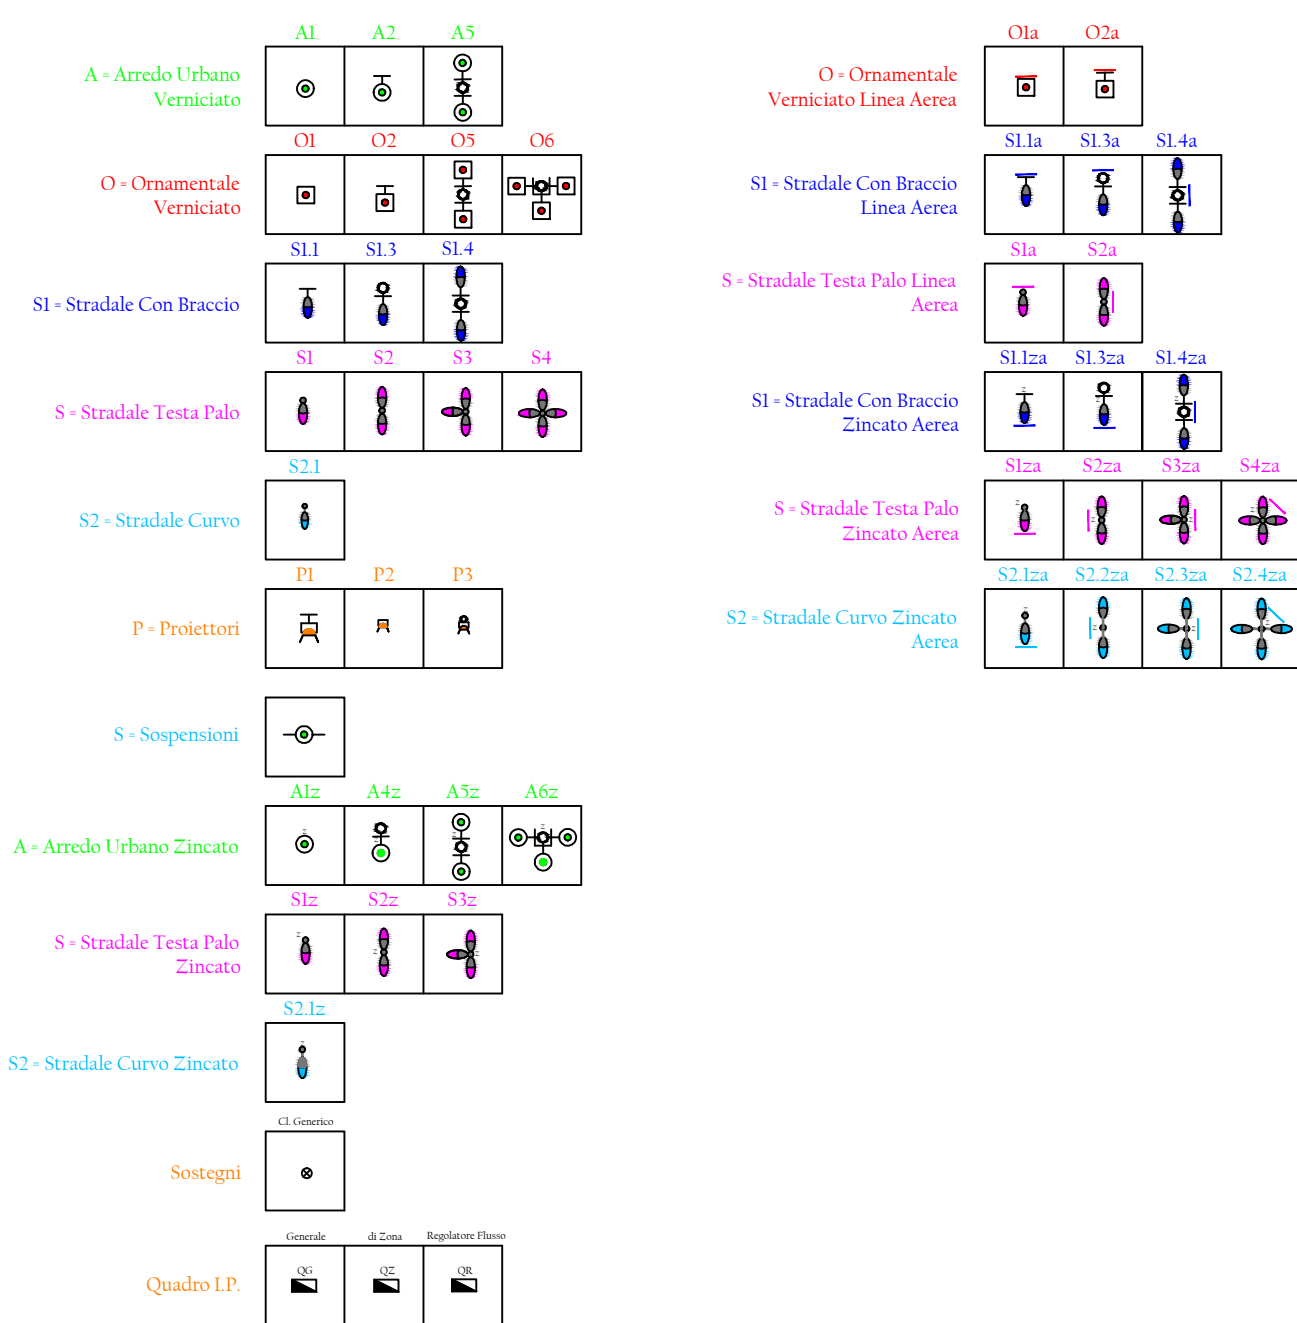 A1 A2 A5
A = Arredo Urbano
Verniciato
O1 O2 O5 O6
O = Ornamentale
Verniciato
S1.1 S1.3 S1.4
S1 = Stradale Con Braccio
S1 S2 S3 S4
S = Stradale Testa Palo
S2.1
S2 = Stradale Curvo
P1 P2 P3
P = Proiettori
S = Sospensioni
A1z A4z A5z A6z
z
z
z
z
A = Arredo Urbano Zincato
S1z S2z S3z
z
z
z
S = Stradale Testa Palo
Zincato
S2.1z
z
S2 = Stradale Curvo Zincato
Cl. Generico
Sostegni
Generale di Zona Regolatore Flusso
QG QZ QR
Quadro I.P.
O1a O2a
O = Ornamentale
Verniciato Linea Aerea
S1.1a S1.3a S1.4a
S1 = Stradale Con Braccio
Linea Aerea
S1a S2a
S = Stradale Testa Palo Linea
Aerea
S1.1za S1.3za S1.4za
z
z
z
S1 = Stradale Con Braccio
Zincato Aerea
S1za S2za S3za S4za
z
z
z
z
S = Stradale Testa Palo
Zincato Aerea
S2.1za S2.2za S2.3za S2.4za
z
z
z
z
S2 = Stradale Curvo Zincato
Aerea